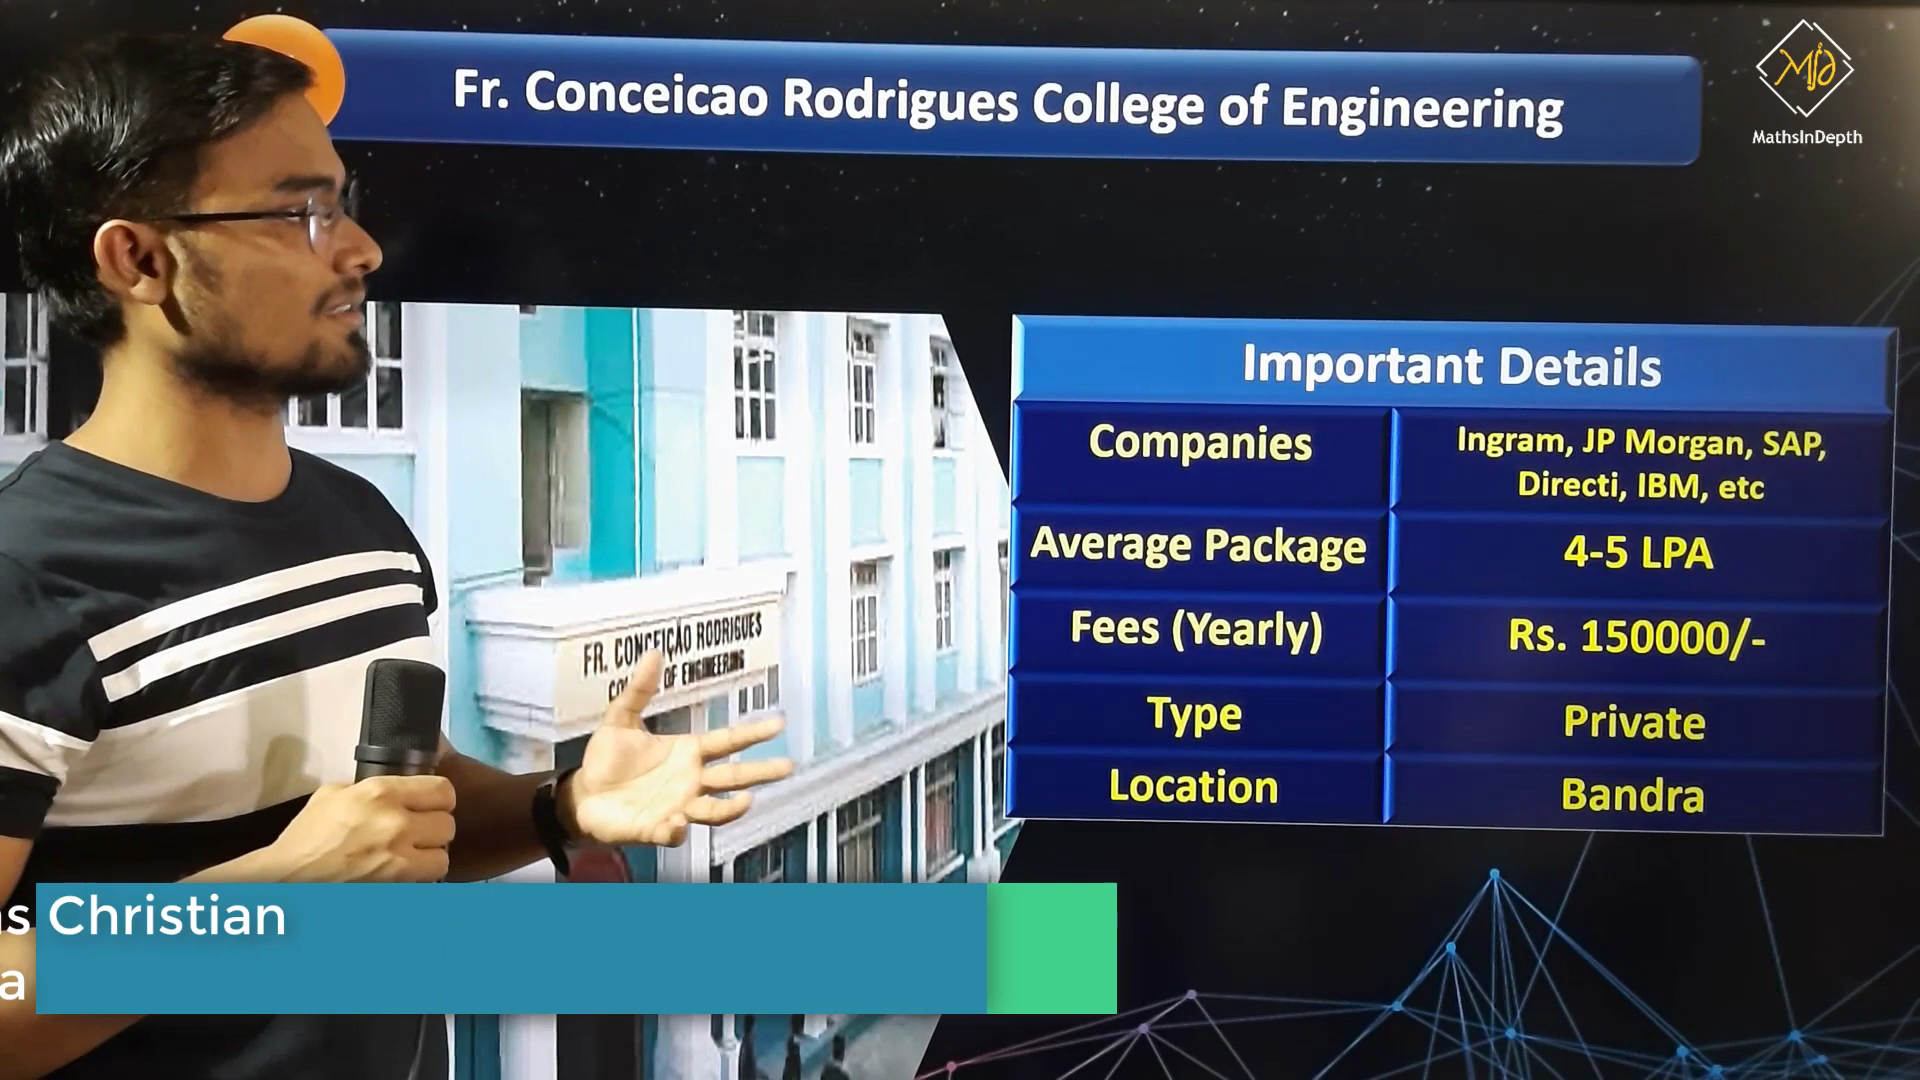 Fr. Conceicao Rodrigues College of Engineering
MathsInDepth
Important Details
Companies
Ingram, JP Morgan, SAP,
Directi, IBM, etc
Average Package
4-5 LPA
Fees (Yearly)
Rs. 150000/-
Type
Private
Location
Bandra
FR. CONCEIÇÃO RODRIGUES
OF ENGINEERING
Christian